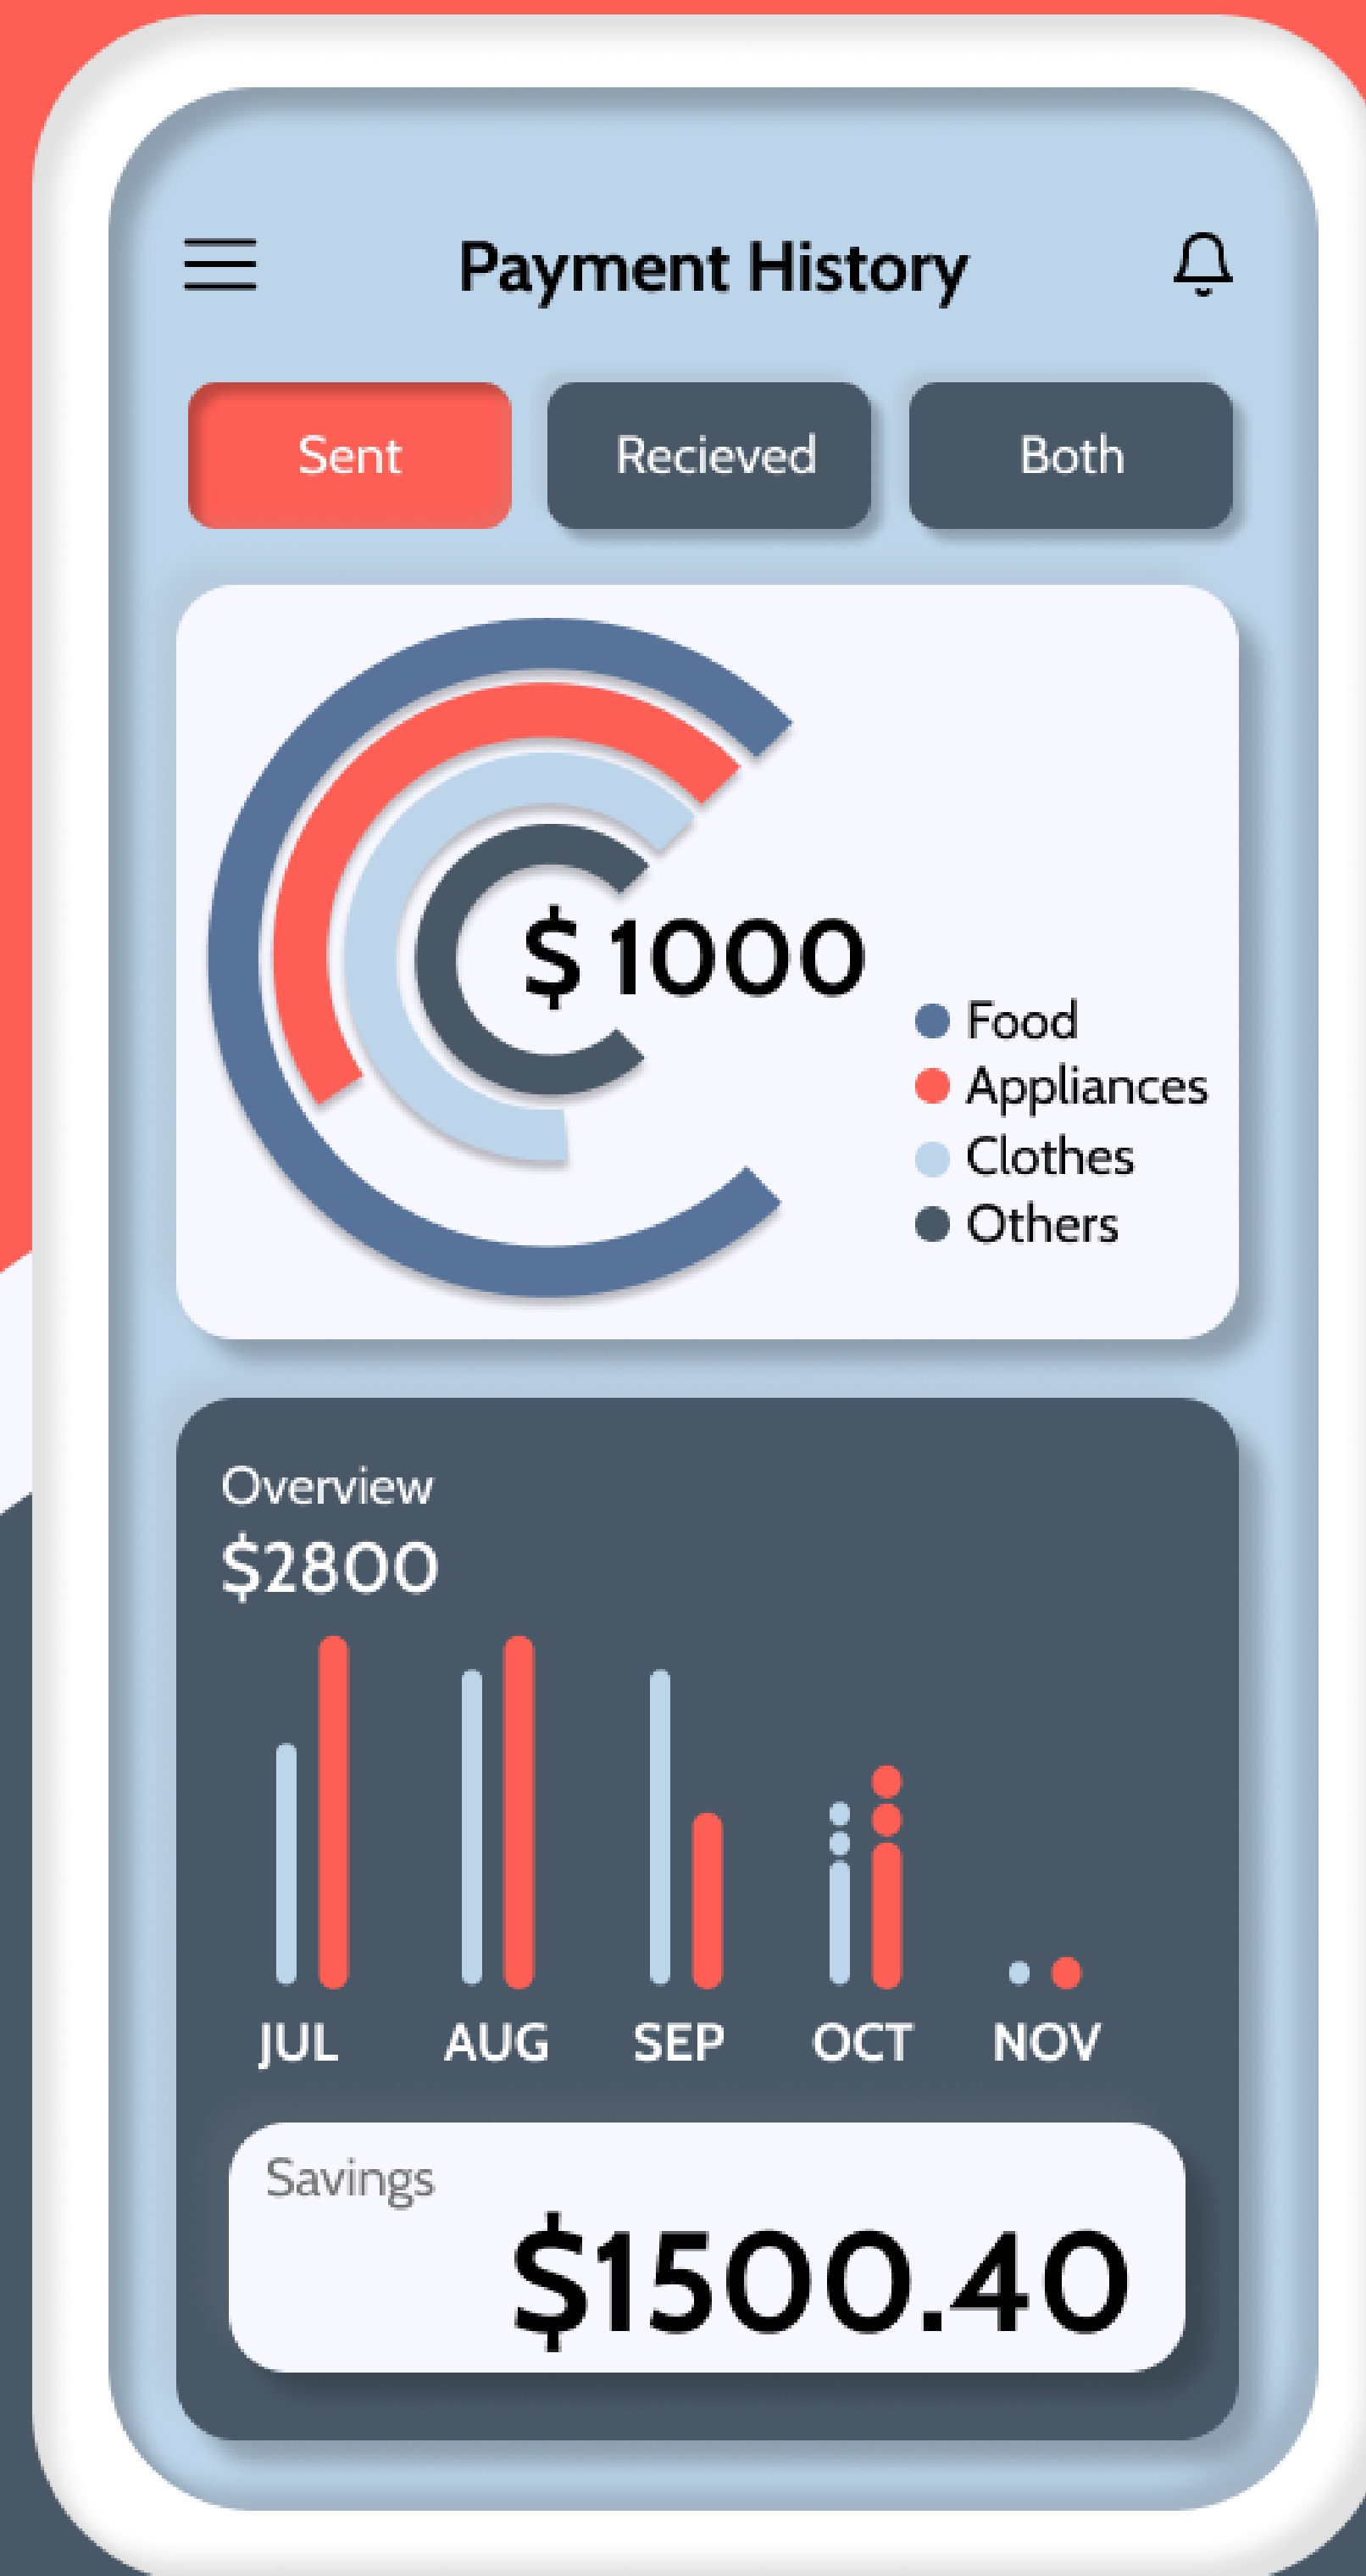 Payment History
Sent
Recieved
Both
$ 1000
Food
Appliances
Clothes
Others
Overview
$2800
JUL AUG SEP OCT NOV
Savings
$1500.40